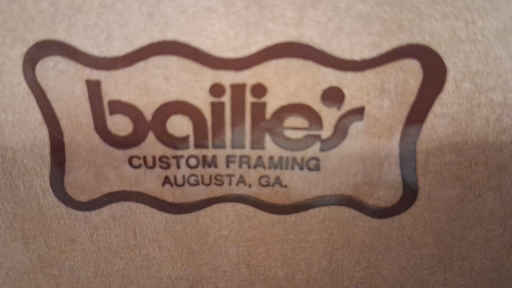 bailie's
CUSTOM FRAMING
AUGUSTA, GA.